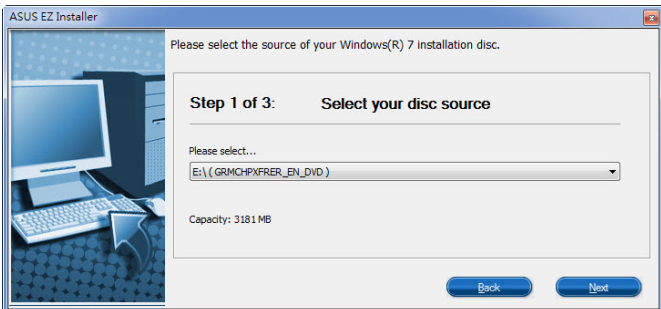 ASUS EZ Installer
Please select the source of your Windows(R) 7 installation disc.
Step 1 of 3: Select your disc source
Please select...
E:\ ( GRMCHPXFRER_EN_DVD )
Capacity: 3181 MB
Back Next